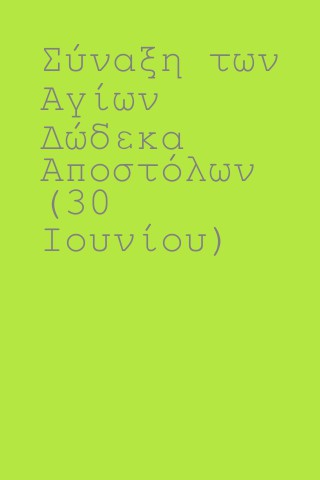 Σύναξη των
Αγίων
Δώδεκα
Αποστόλων
(30
Ιουνίου)